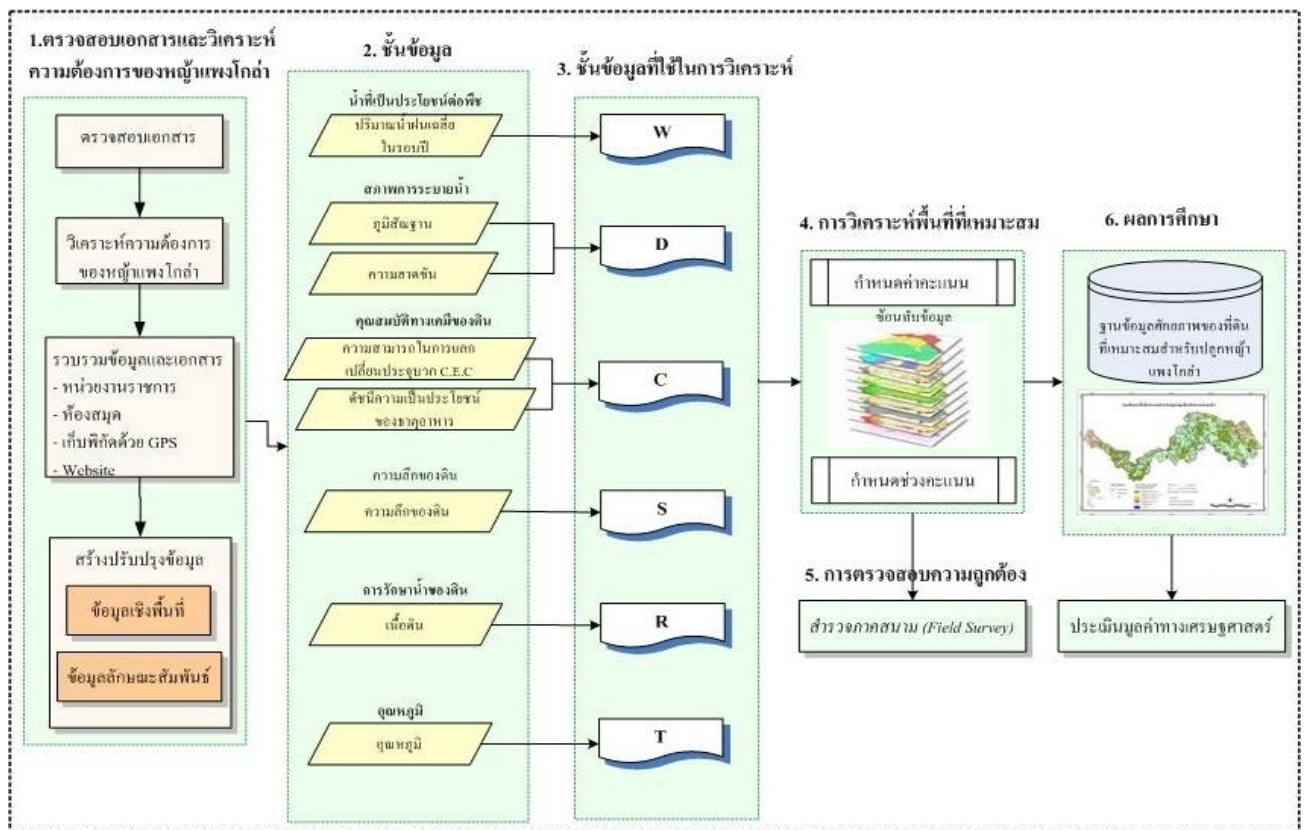 1.ตรวจสอบเอกสารและวิเคราะห์
ความต้องการของหญ้าแพงโกล่า
ตรวจสอบเอกสาร
วิเคราะห์ความต้องการ
ของหญ้าแพงโกล่า
รวบรวมข้อมูลและเอกสาร
- หน่วยงานราชการ
- ห้องสมุด
- เก็บพิกัดด้วย GPS
- Website
สร้างปรับปรุงข้อมูล
ข้อมูลเชิงพื้นที่
ข้อมูลลักษณะสัมพันธ์
2. ชั้นข้อมูล
น้ำที่เป็นประโยชน์ต่อพืช
ปริมาณน้ำฝนเฉลี่ย
ในรอบปี
สภาพการระบายน้ำ
ภูมิสัณฐาน
ความลาดชัน
คุณสมบัติทางเคมีของดิน
ความสามารถในการแลก
เปลี่ยนประจุบวก C.E.C
ดัชนีความเป็นประโยชน์
ของธาตุอาหาร
ความลึกของดิน
ความลึกของดิน
การรักษาน้ำของดิน
เนื้อดิน
อุณหภูมิ
อุณหภูมิ
3. ชั้นข้อมูลที่ใช้ในการวิเคราะห์
W
D
C
S
R
T
4. การวิเคราะห์พื้นที่ที่เหมาะสม
กำหนดค่าคะแนน
ซ้อนทับข้อมูล
กำหนดช่วงคะแนน
5. การตรวจสอบความถูกต้อง
สำรวจภาคสนาม (Field Survey)
6. ผลการศึกษา
ฐานข้อมูลศักยภาพของที่ดิน
ที่เหมาะสมสำหรับปลูกหญ้า
แพงโกล่า
ประเมินมูลค่าทางเศรษฐศาสตร์